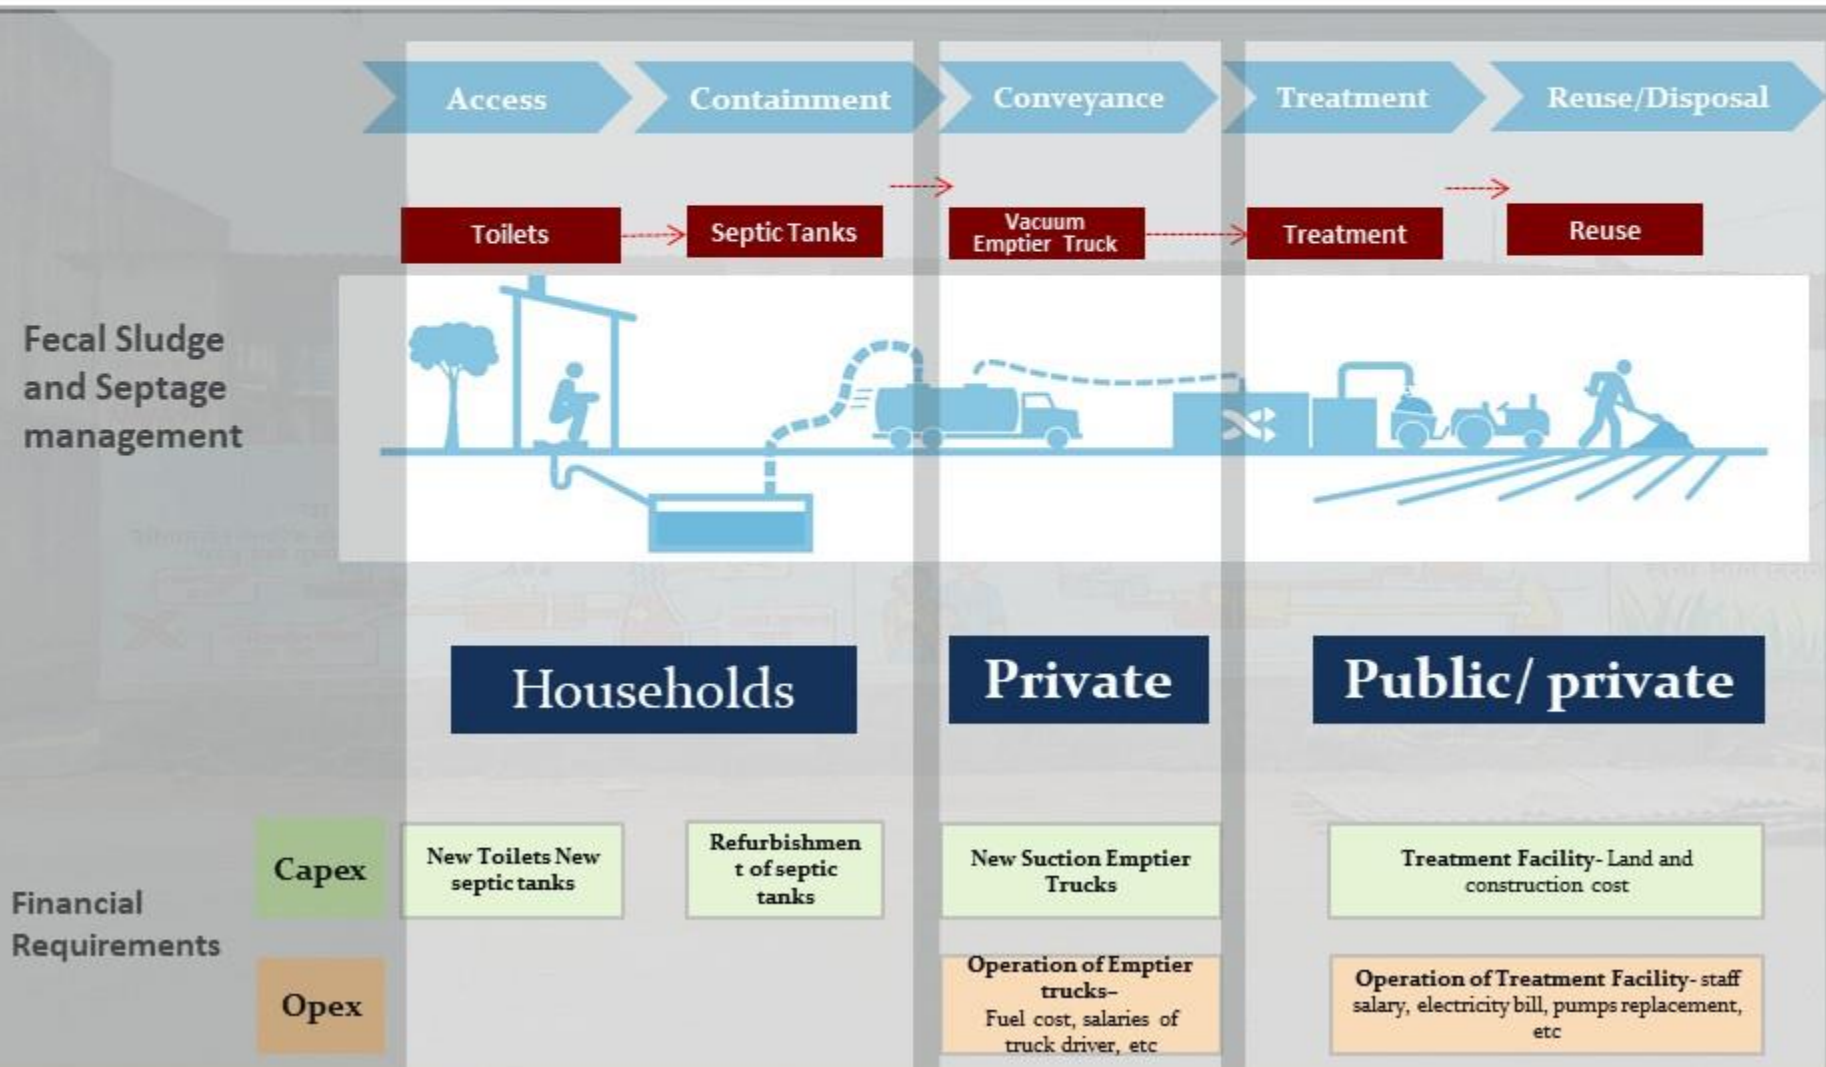 Access
Containment
Conveyance
Treatment
Reuse/Disposal
Toilets
Septic Tanks
Vacuum
Emptier Truck
Treatment
Reuse
Fecal Sludge
and Septage
management
Households
Private
Public/ private
Financial
Requirements
Capex
New Toilets New
septic tanks
Refurbishmen
t of septic
tanks
New Suction Emptier
Trucks
Treatment Facility- Land and
construction cost
Opex
Operation of Emptier
trucks–
Fuel cost, salaries of
truck driver, etc
Operation of Treatment Facility- staff
salary, electricity bill, pumps replacement,
etc